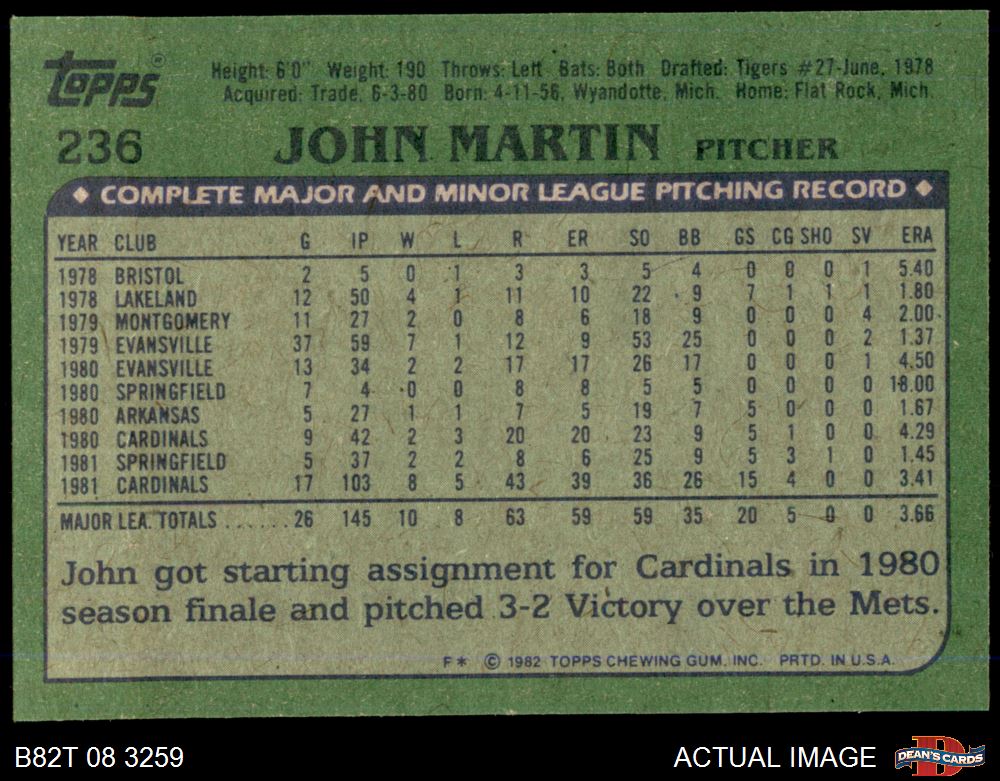 topps®
Height: 6'0" Weight: 190 Throws: Left Bats: Both Drafted: Tigers #27-June, 1978
Acquired: Trade, 6-3-80 Born: 4-11-56, Wyandotte, Mich. Home: Flat Rock, Mich.
236 JOHN MARTIN PITCHER
◆ COMPLETE MAJOR AND MINOR LEAGUE PITCHING RECORD ◆
YEAR CLUB G IP W L R ER SO BB GS CG SHO SV ERA
1978 BRISTOL 2 5 0 1 3 3 5 4 0 0 0 1 5.40
1978 LAKELAND 12 50 4 1 11 10 22 9 7 1 1 1 1.80
1979 MONTGOMERY 11 27 2 0 8 6 18 9 0 0 0 4 2.00
1979 EVANSVILLE 37 59 7 1 12 9 53 25 0 0 0 2 1.37
1980 EVANSVILLE 13 34 2 2 17 17 26 17 0 0 0 1 4.50
1980 SPRINGFIELD 7 4 0 0 8 8 5 5 0 0 0 0 18.00
1980 ARKANSAS 5 27 1 1 7 5 19 7 5 0 0 0 1.67
1980 CARDINALS 9 42 2 3 20 20 23 9 5 1 0 0 4.29
1981 SPRINGFIELD 5 37 2 2 8 6 25 9 5 3 1 0 1.45
1981 CARDINALS 17 103 8 5 43 39 36 26 15 4 0 0 3.41
MAJOR LEA. TOTALS ...... 26 145 10 8 63 59 59 35 20 5 0 0 3.66
John got starting assignment for Cardinals in 1980
season finale and pitched 3-2 Victory over the Mets.
F* © 1982 TOPPS CHEWING GUM, INC. PRTD. IN U.S.A.
B82T 08 3259 ACTUAL IMAGE D DEAN'S CARDS